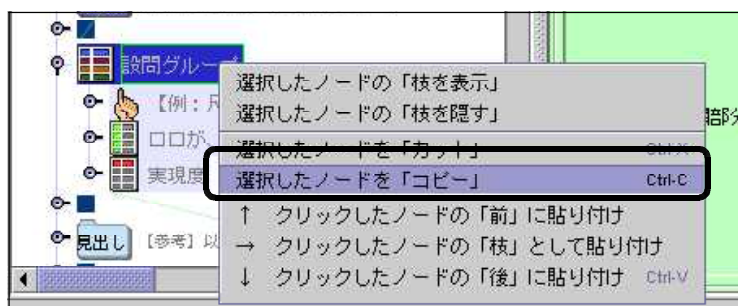 設問グループ
【例：尺
ロロが、
実現度
見出し 【参考】以
選択したノードの「枝を表示」
選択したノードの「枝を隠す」
選択したノードを「カット」 Ctrl-X
選択したノードを「コピー」 Ctrl-C
↑ クリックしたノードの「前」に貼り付け
→ クリックしたノードの「枝」として貼り付け
↓ クリックしたノードの「後」に貼り付け Ctrl-V
部分